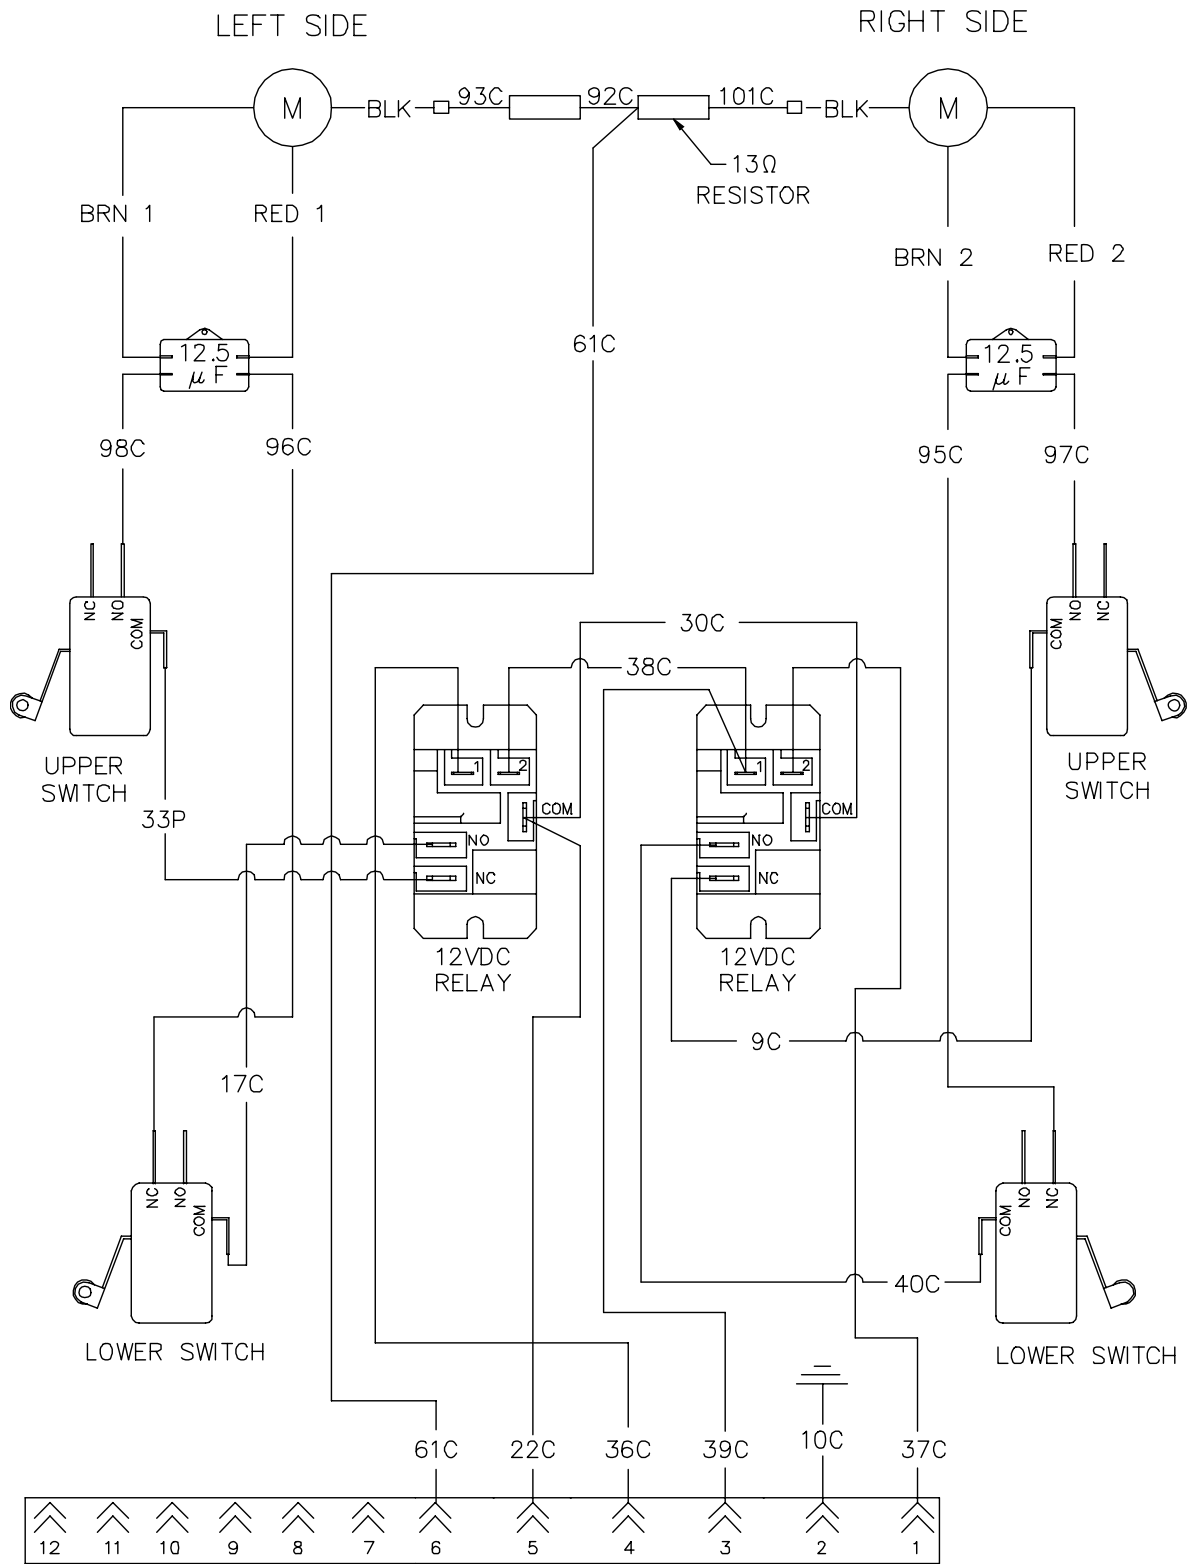 LEFT SIDE
RIGHT SIDE
M
BLK
93C
92C
101C
BLK
M
13Ω
RESISTOR
BRN 1
RED 1
BRN 2
RED 2
12.5
μ F
61C
12.5
μ F
98C
96C
95C
97C
NC
NO
COM
UPPER
SWITCH
30C
38C
NO
NC
COM
UPPER
SWITCH
33P
1
2
COM
NO
NC
12VDC
RELAY
1
2
COM
NO
NC
12VDC
RELAY
9C
17C
NC
NO
COM
LOWER SWITCH
40C
NO
NC
COM
LOWER SWITCH
61C
22C
36C
39C
10C
37C
12 11 10 9 8 7 6 5 4 3 2 1